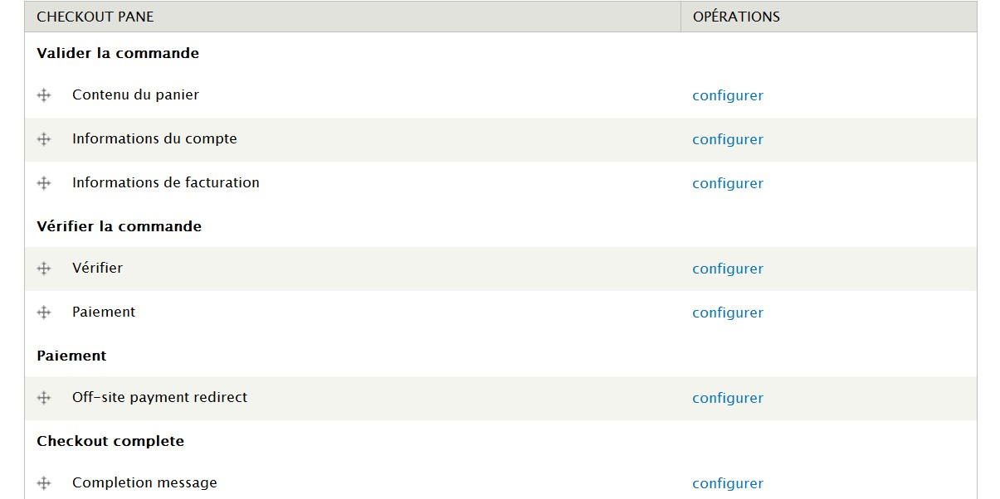 CHECKOUT PANE OPÉRATIONS
Valider la commande
Contenu du panier configurer
Informations du compte configurer
Informations de facturation configurer
Vérifier la commande
Vérifier configurer
Paiement configurer
Paiement
Off-site payment redirect configurer
Checkout complete
Completion message configurer